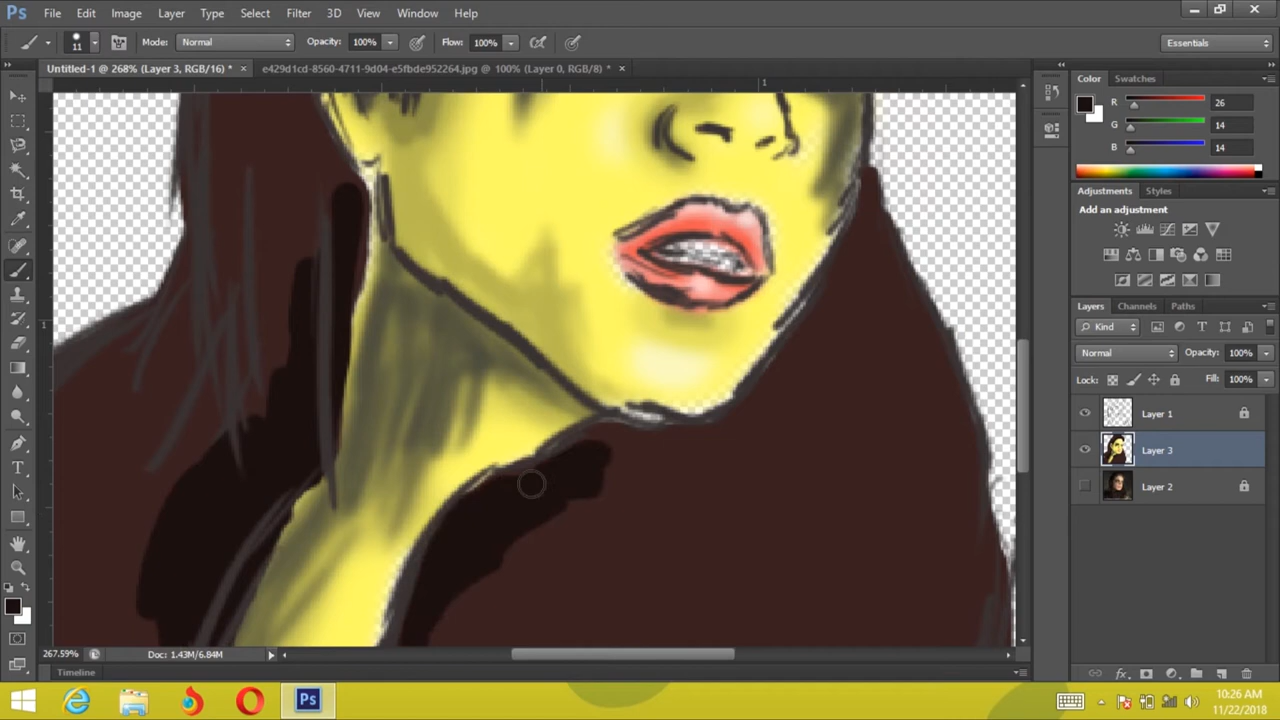 Ps File Edit Image Layer Type Select Filter 3D View Window Help
11 Mode: Normal Opacity: 100% Flow: 100% Essentials
Untitled-1 @ 268% (Layer 3, RGB/16) * × e429d1cd-8560-4711-9d04-e5fbde952264.jpg @ 100% (Layer 0, RGB/8) * ×
Color Swatches
R 26
G 14
B 14
Adjustments Styles
Add an adjustment
Layers Channels Paths
Kind
Normal Opacity: 100%
Lock: Fill: 100%
Layer 1
Layer 3
Layer 2
267.59% Doc: 1.43M/6.84M
Timeline
Ps
10:26 AM
11/22/2018